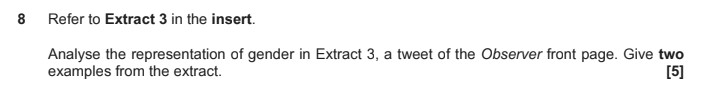 8 Refer to Extract 3 in the insert.
Analyse the representation of gender in Extract 3, a tweet of the Observer front page. Give two
examples from the extract. [5]